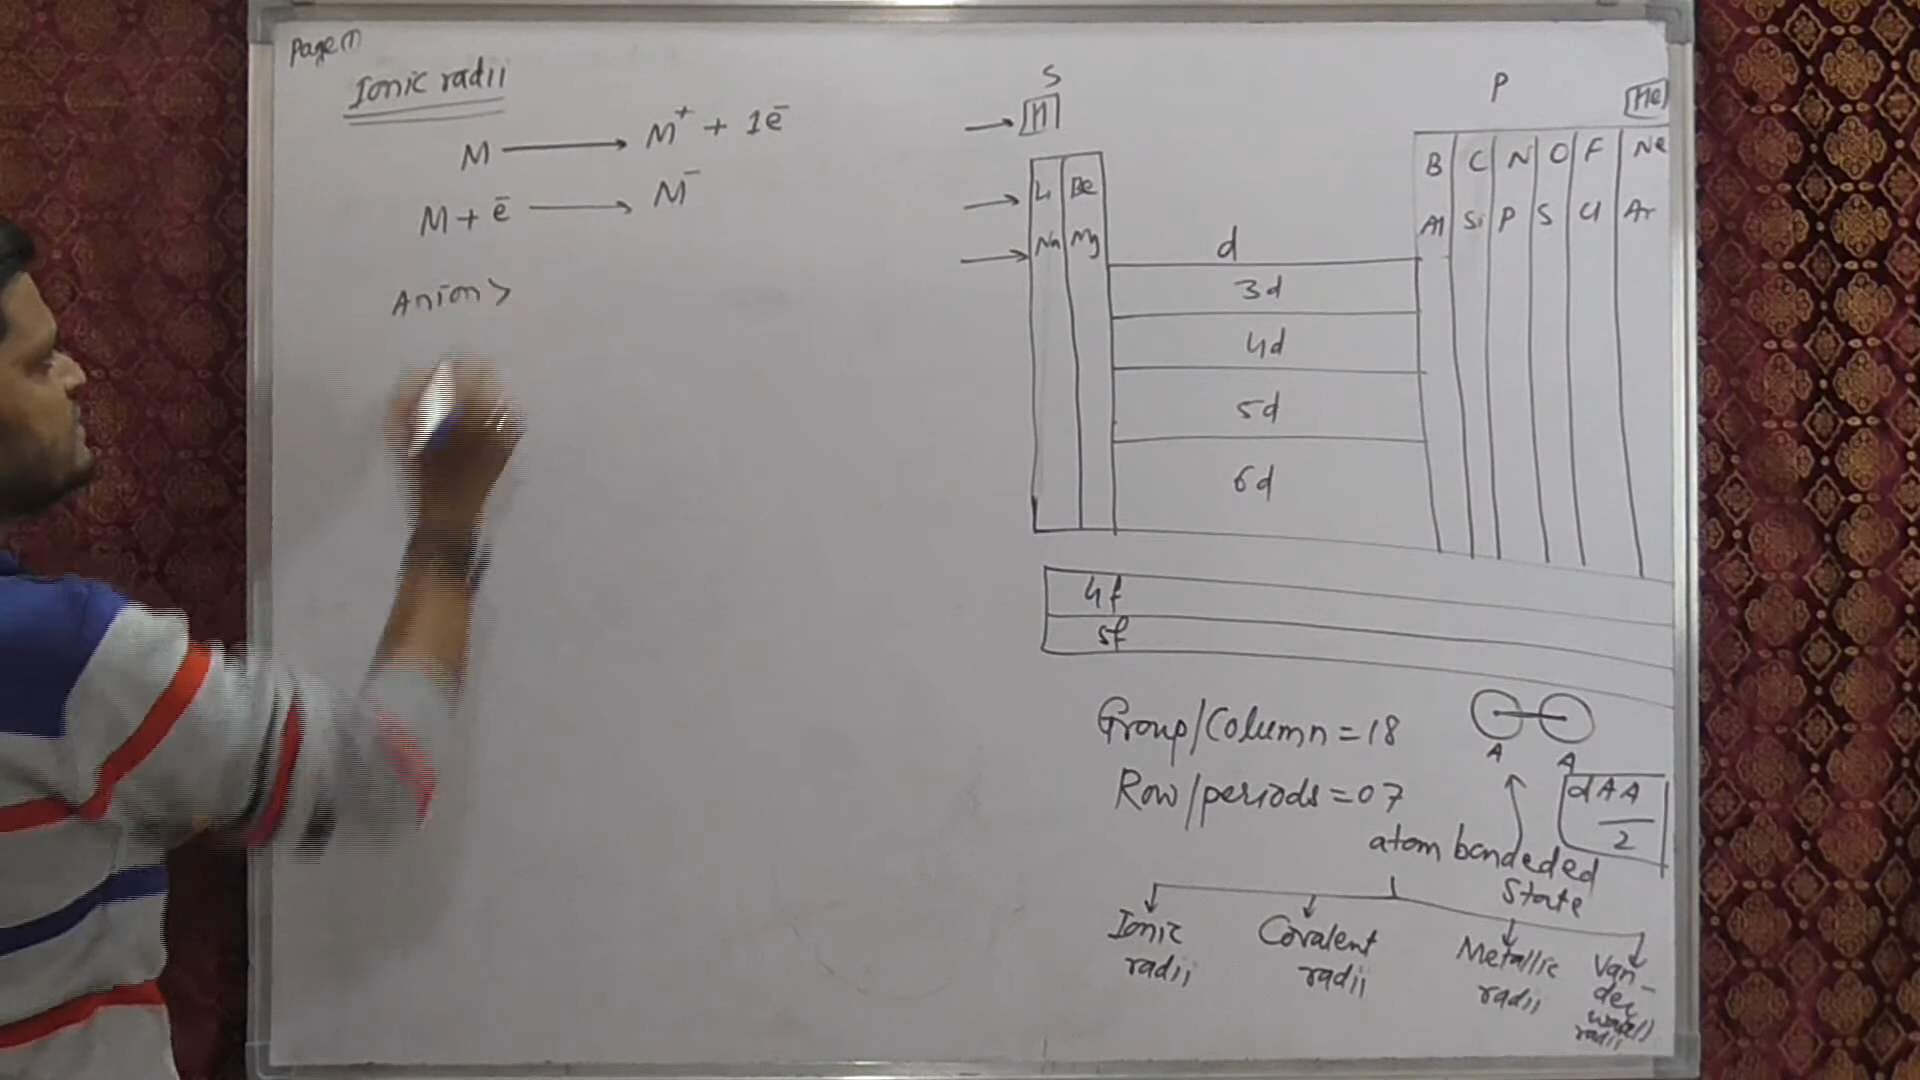 Page (1)
Ionic radii
M ⟶ M⁺ + 1e⁻
M + e⁻ ⟶ M⁻
Anion >
S
H
P
He
Li Be
Na Mg
B C N O F Ne
Al Si P S Cl Ar
d
3d
4d
5d
6d
4f
5f
Group/Column = 18
Row/periods = 07
A A
dAA
2
atom bondeded
State
Ionic
radii
Covalent
radii
Metallic
radii
Van-
der
radii